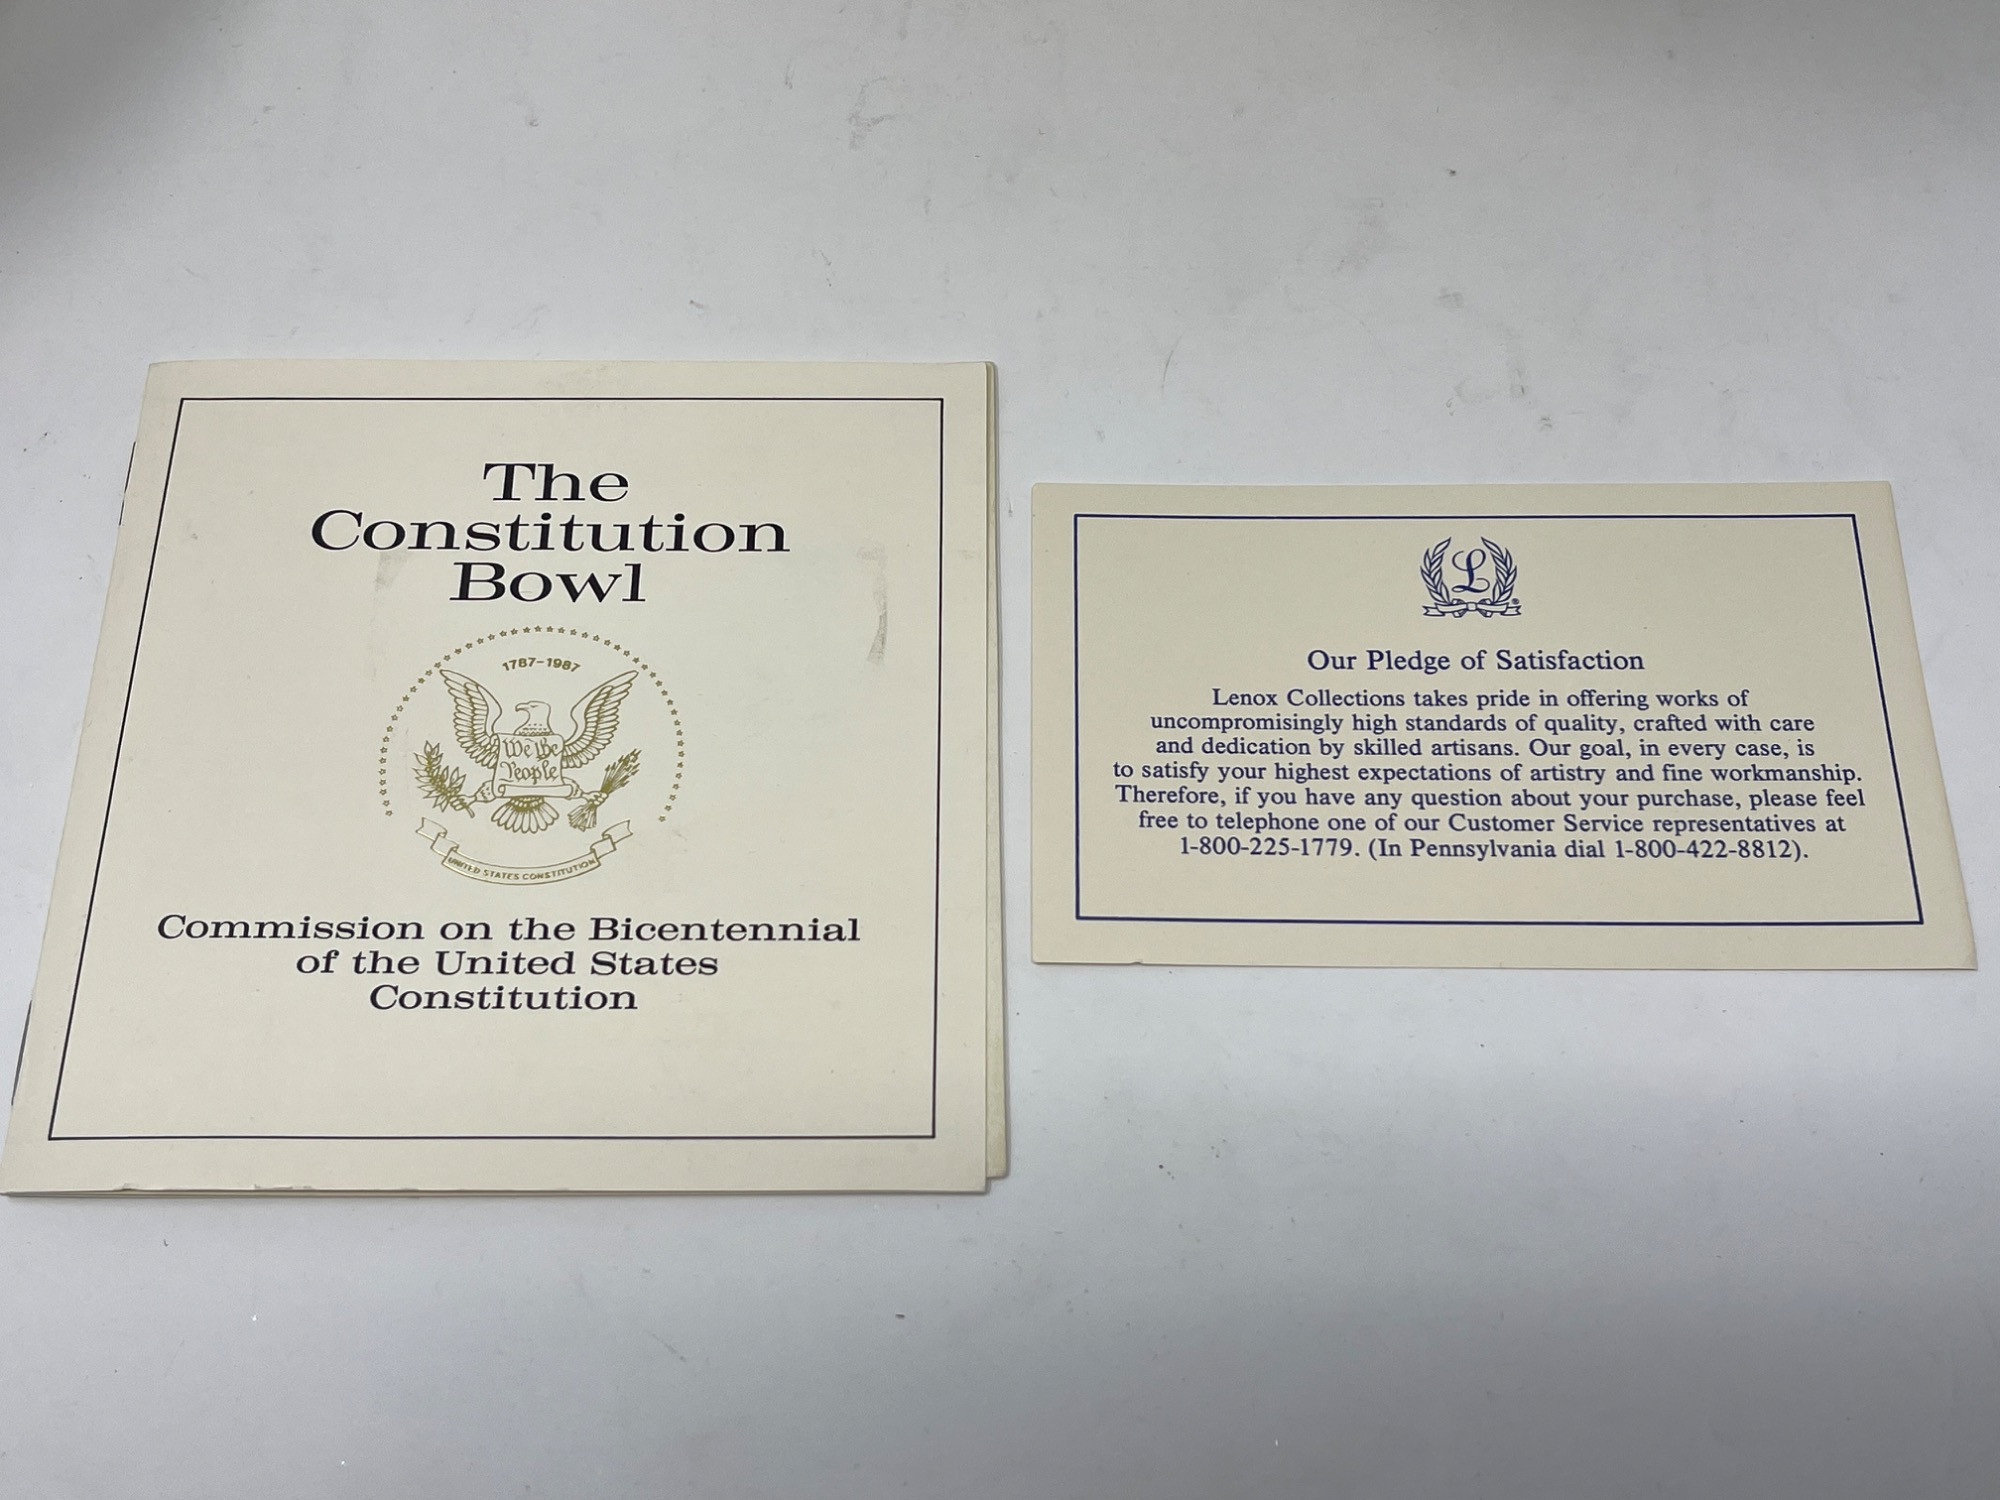 The
Constitution
Bowl
1787-1987
We the
People
UNITED STATES CONSTITUTION
Commission on the Bicentennial
of the United States
Constitution
L
®
Our Pledge of Satisfaction
Lenox Collections takes pride in offering works of
uncompromisingly high standards of quality, crafted with care
and dedication by skilled artisans. Our goal, in every case, is
to satisfy your highest expectations of artistry and fine workmanship.
Therefore, if you have any question about your purchase, please feel
free to telephone one of our Customer Service representatives at
1-800-225-1779. (In Pennsylvania dial 1-800-422-8812).